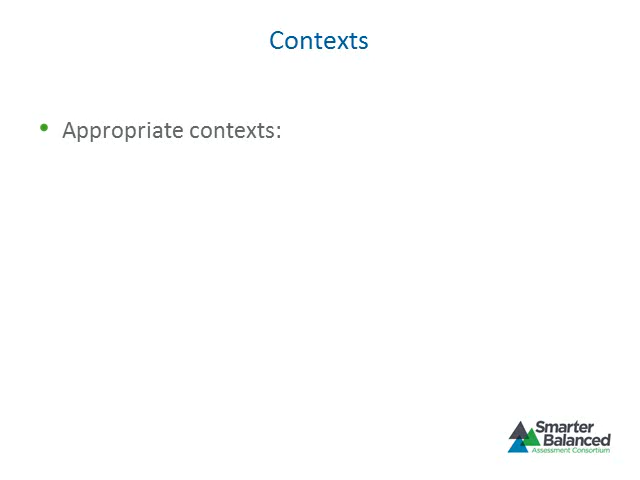 Contexts
• Appropriate contexts:
Smarter
Balanced
Assessment Consortium